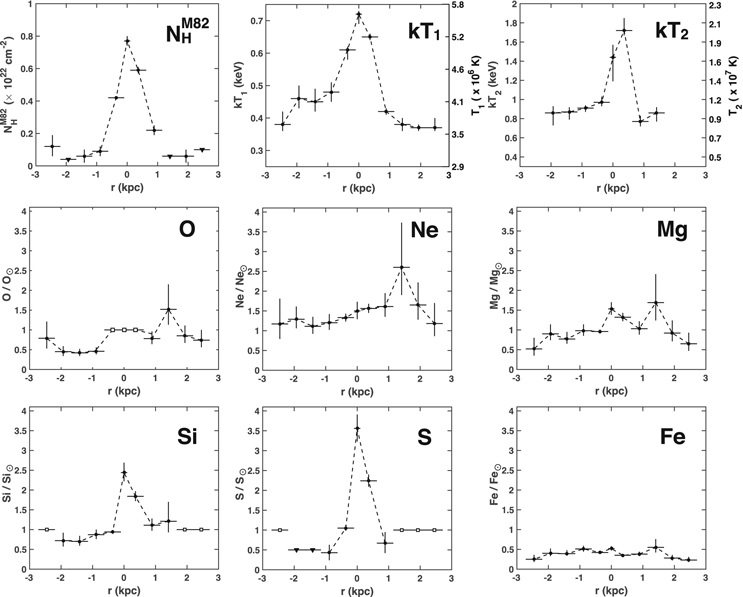 N_H^M82
N_H^M82 (× 10^22 cm^-2)
1
0.8
0.6
0.4
0.2
0
-3 -2 -1 0 1 2 3
r (kpc)
kT₁
kT₁ (keV)
0.7
0.6
0.5
0.4
0.3
5.8
5.2
4.6
4.1
3.5
2.9
T₁ ( x 10^6 K)
-3 -2 -1 0 1 2 3
r (kpc)
kT₂
kT₂ (keV)
2
1.8
1.6
1.4
1.2
1
0.8
0.6
0.4
2.3
2.1
1.9
1.6
1.4
1.2
0.9
0.7
0.5
T₂ ( x 10^7 K)
-3 -2 -1 0 1 2 3
r (kpc)
O
O / O⊙
4
3.5
3
2.5
2
1.5
1
0.5
0
-3 -2 -1 0 1 2 3
r (kpc)
Ne
Ne / Ne⊙
4
3.5
3
2.5
2
1.5
1
0.5
0
-3 -2 -1 0 1 2 3
r (kpc)
Mg
Mg / Mg⊙
4
3.5
3
2.5
2
1.5
1
0.5
0
-3 -2 -1 0 1 2 3
r (kpc)
Si
Si / Si⊙
4
3.5
3
2.5
2
1.5
1
0.5
0
-3 -2 -1 0 1 2 3
r (kpc)
S
S / S⊙
4
3.5
3
2.5
2
1.5
1
0.5
0
-3 -2 -1 0 1 2 3
r (kpc)
Fe
Fe / Fe⊙
4
3.5
3
2.5
2
1.5
1
0.5
0
-3 -2 -1 0 1 2 3
r (kpc)